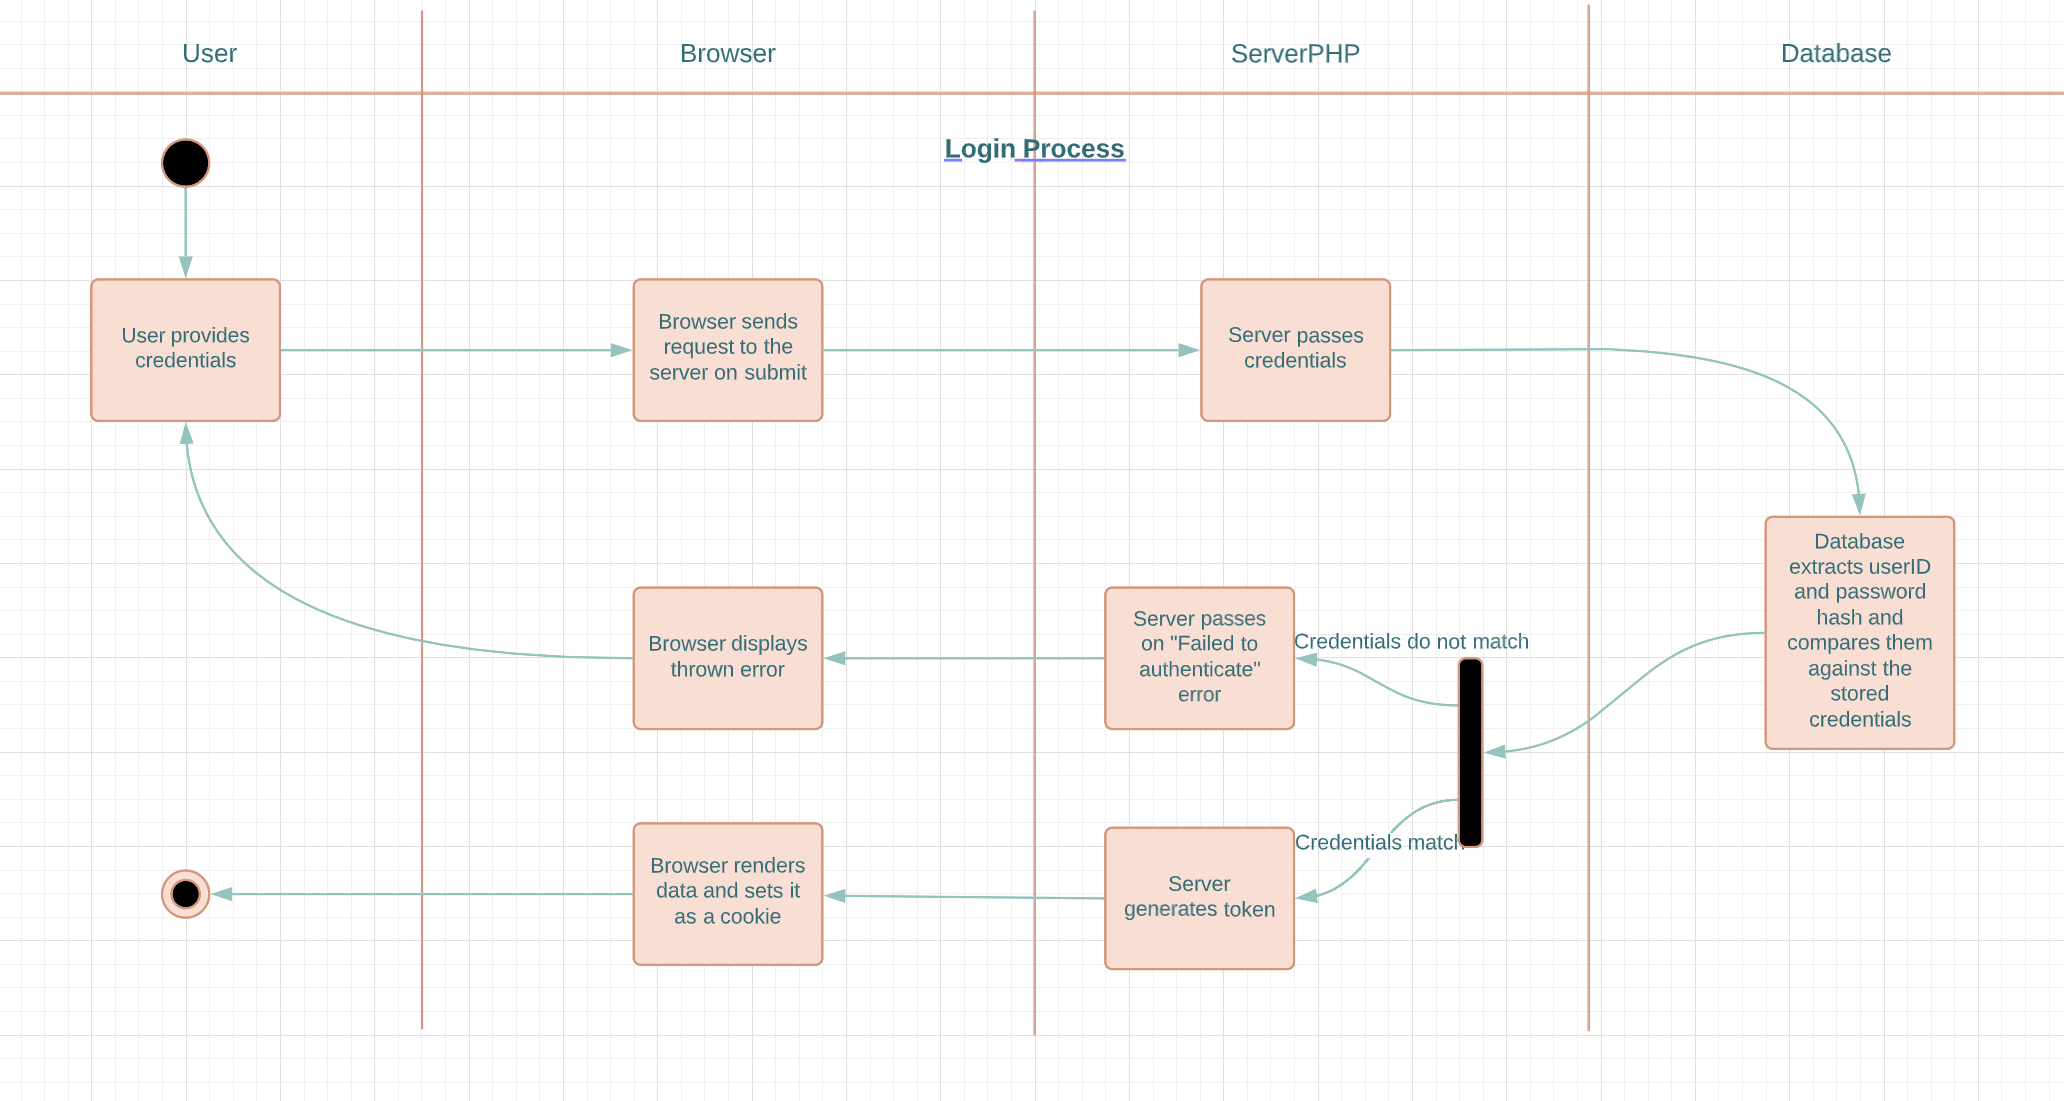 User
Browser
ServerPHP
Database
Login Process
User provides
credentials
Browser sends
request to the
server on submit
Server passes
credentials
Database
extracts userID
and password
hash and
compares them
against the
stored
credentials
Credentials do not match
Server passes
on "Failed to
authenticate"
error
Browser displays
thrown error
Credentials match
Server
generates token
Browser renders
data and sets it
as a cookie